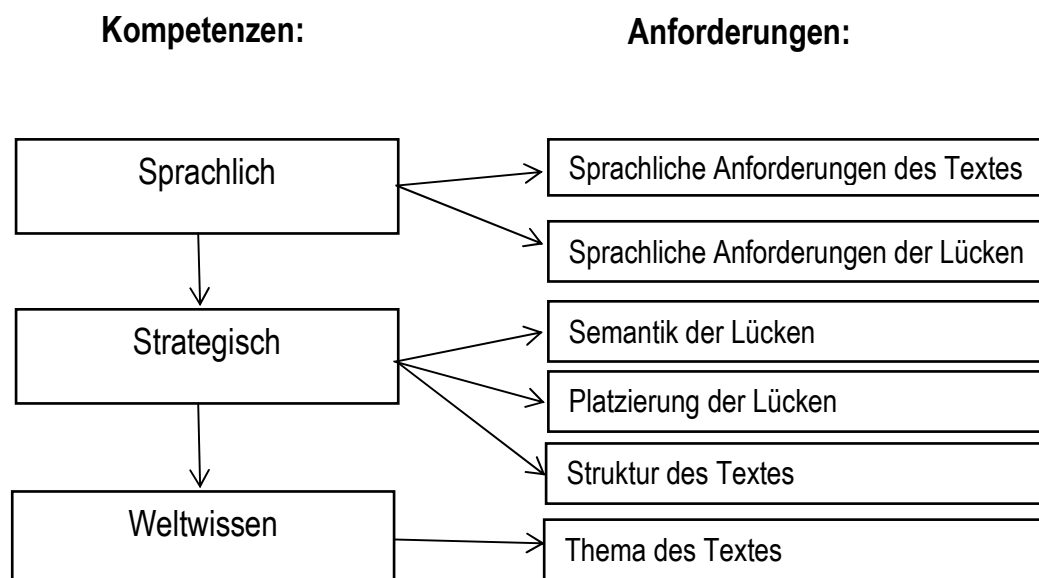 Kompetenzen:
Anforderungen:
Sprachlich
Sprachliche Anforderungen des Textes
Sprachliche Anforderungen der Lücken
Strategisch
Semantik der Lücken
Platzierung der Lücken
Struktur des Textes
Weltwissen
Thema des Textes